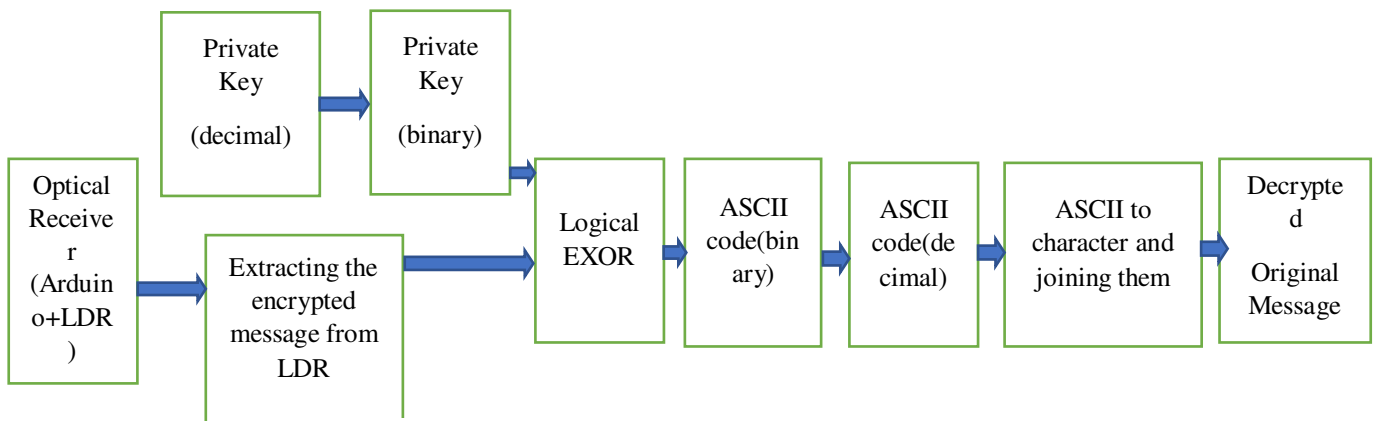 Private
Key
(decimal)
Private
Key
(binary)
Optical
Receive
r
(Arduin
o+LDR
)
Extracting the
encrypted
message from
LDR
Logical
EXOR
ASCII
code(bin
ary)
ASCII
code(de
cimal)
ASCII to
character and
joining them
Decrypte
d
Original
Message